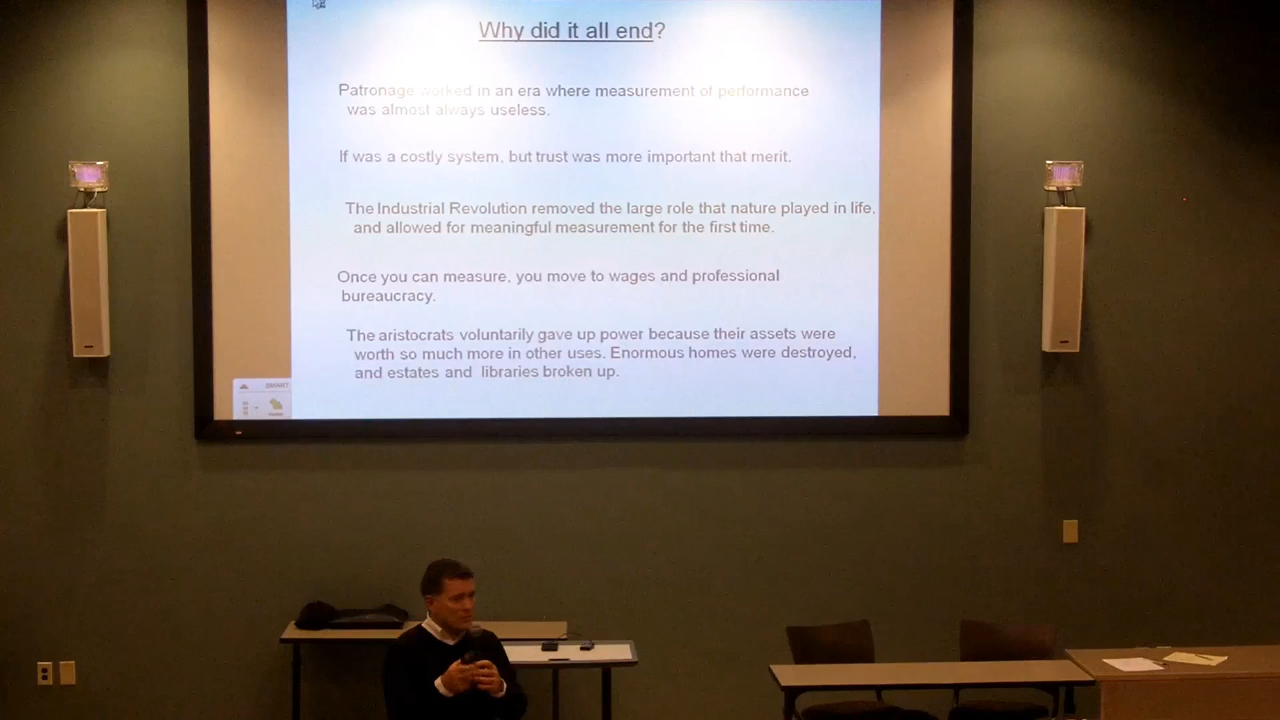 Why did it all end?
Patronage worked in an era where measurement of performance
was almost always useless.
If was a costly system, but trust was more important that merit.
The Industrial Revolution removed the large role that nature played in life,
and allowed for meaningful measurement for the first time.
Once you can measure, you move to wages and professional
bureaucracy.
The aristocrats voluntarily gave up power because their assets were
worth so much more in other uses. Enormous homes were destroyed,
and estates and libraries broken up.
SMART